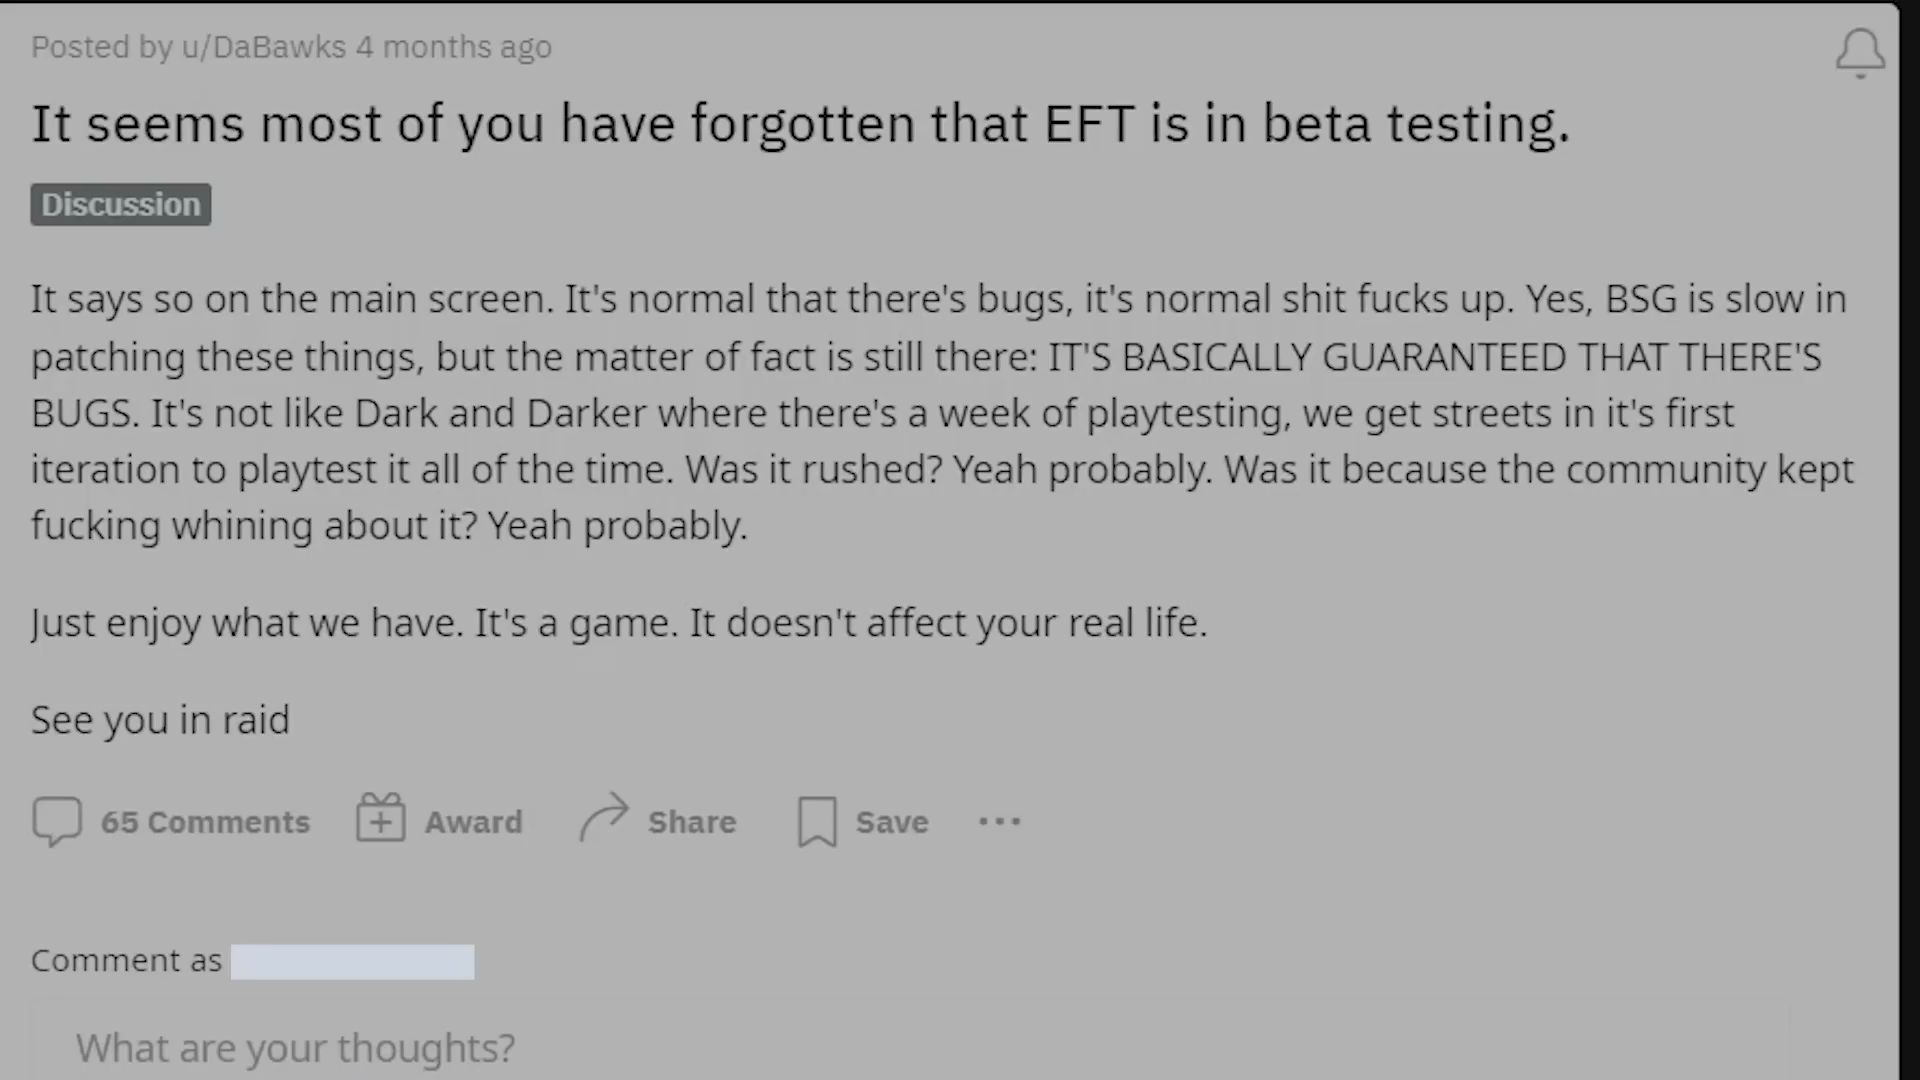 Posted by u/DaBawks 4 months ago
It seems most of you have forgotten that EFT is in beta testing.
Discussion
It says so on the main screen. It's normal that there's bugs, it's normal shit fucks up. Yes, BSG is slow in
patching these things, but the matter of fact is still there: IT'S BASICALLY GUARANTEED THAT THERE'S
BUGS. It's not like Dark and Darker where there's a week of playtesting, we get streets in it's first
iteration to playtest it all of the time. Was it rushed? Yeah probably. Was it because the community kept
fucking whining about it? Yeah probably.
Just enjoy what we have. It's a game. It doesn't affect your real life.
See you in raid
65 Comments Award Share Save
Comment as
What are your thoughts?